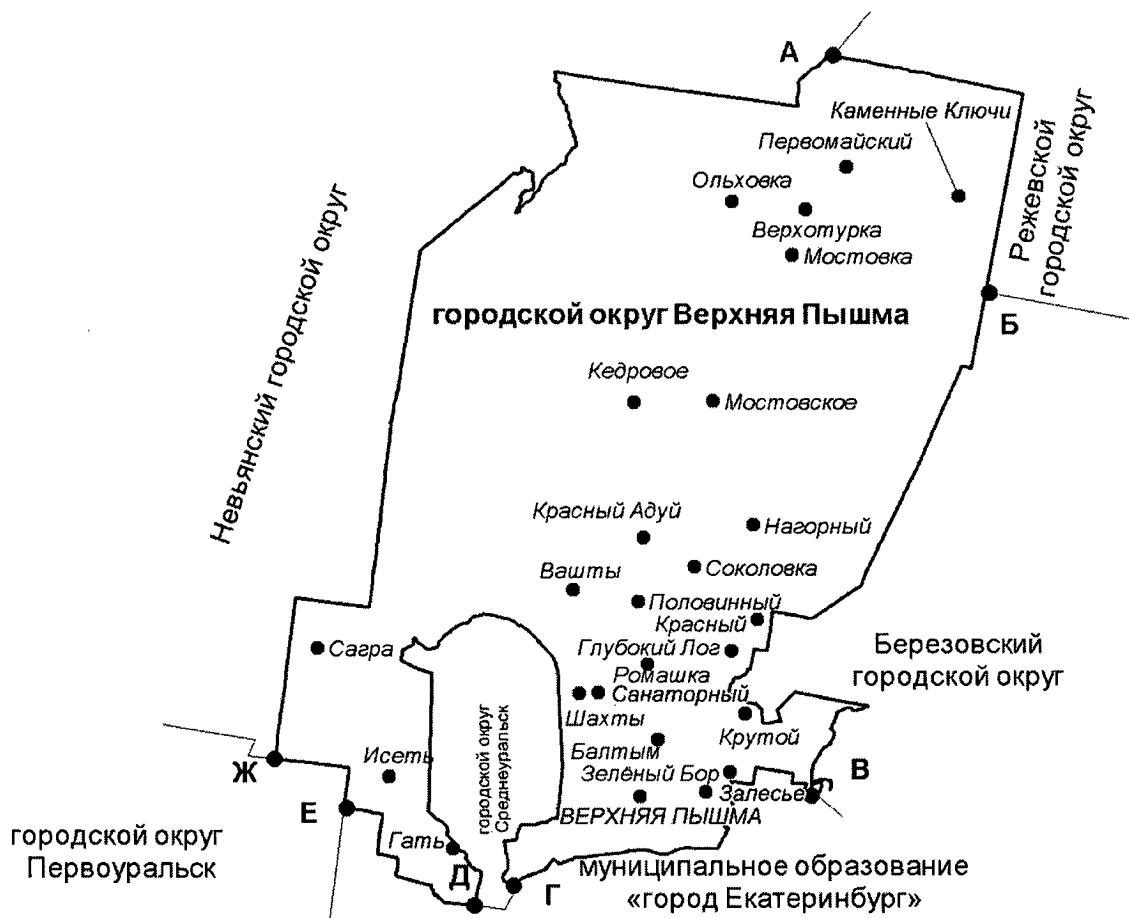 А
Каменные Ключи
Первомайский
Ольховка
Верхотурка
Мостовка
Режевской
городской округ
Невьянский городской округ
городской округ Верхняя Пышма
Б
Кедровое
Мостовское
Красный Адуй
Нагорный
Вашты
Соколовка
Половинный
Красный
Сагра
Глубокий Лог
Березовский
городской округ
Ромашка
Санаторный
Шахты
Крутой
городской округ
Среднеуральск
Балтым
Исеть
Ж
Зелёный Бор
В
Залесье
Е
ВЕРХНЯЯ ПЫШМА
городской округ
Первоуральск
Гать
Д
Г
муниципальное образование
«город Екатеринбург»